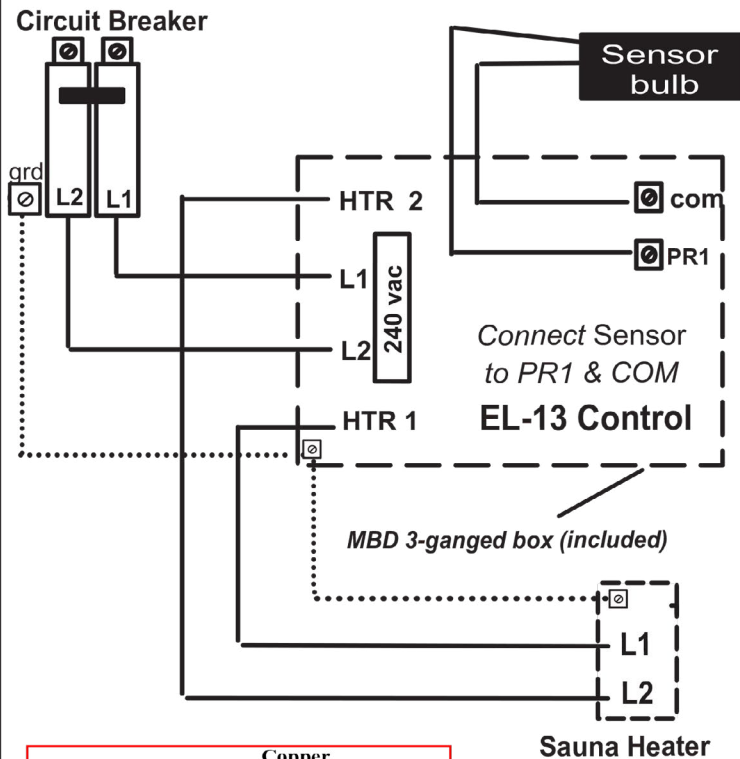 Circuit Breaker
Sensor
bulb
grd
L2
L1
HTR 2
com
L1
PR1
240 vac
L2
Connect Sensor
to PR1 & COM
HTR 1
EL-13 Control
MBD 3-ganged box (included)
L1
L2
Sauna Heater
Copper